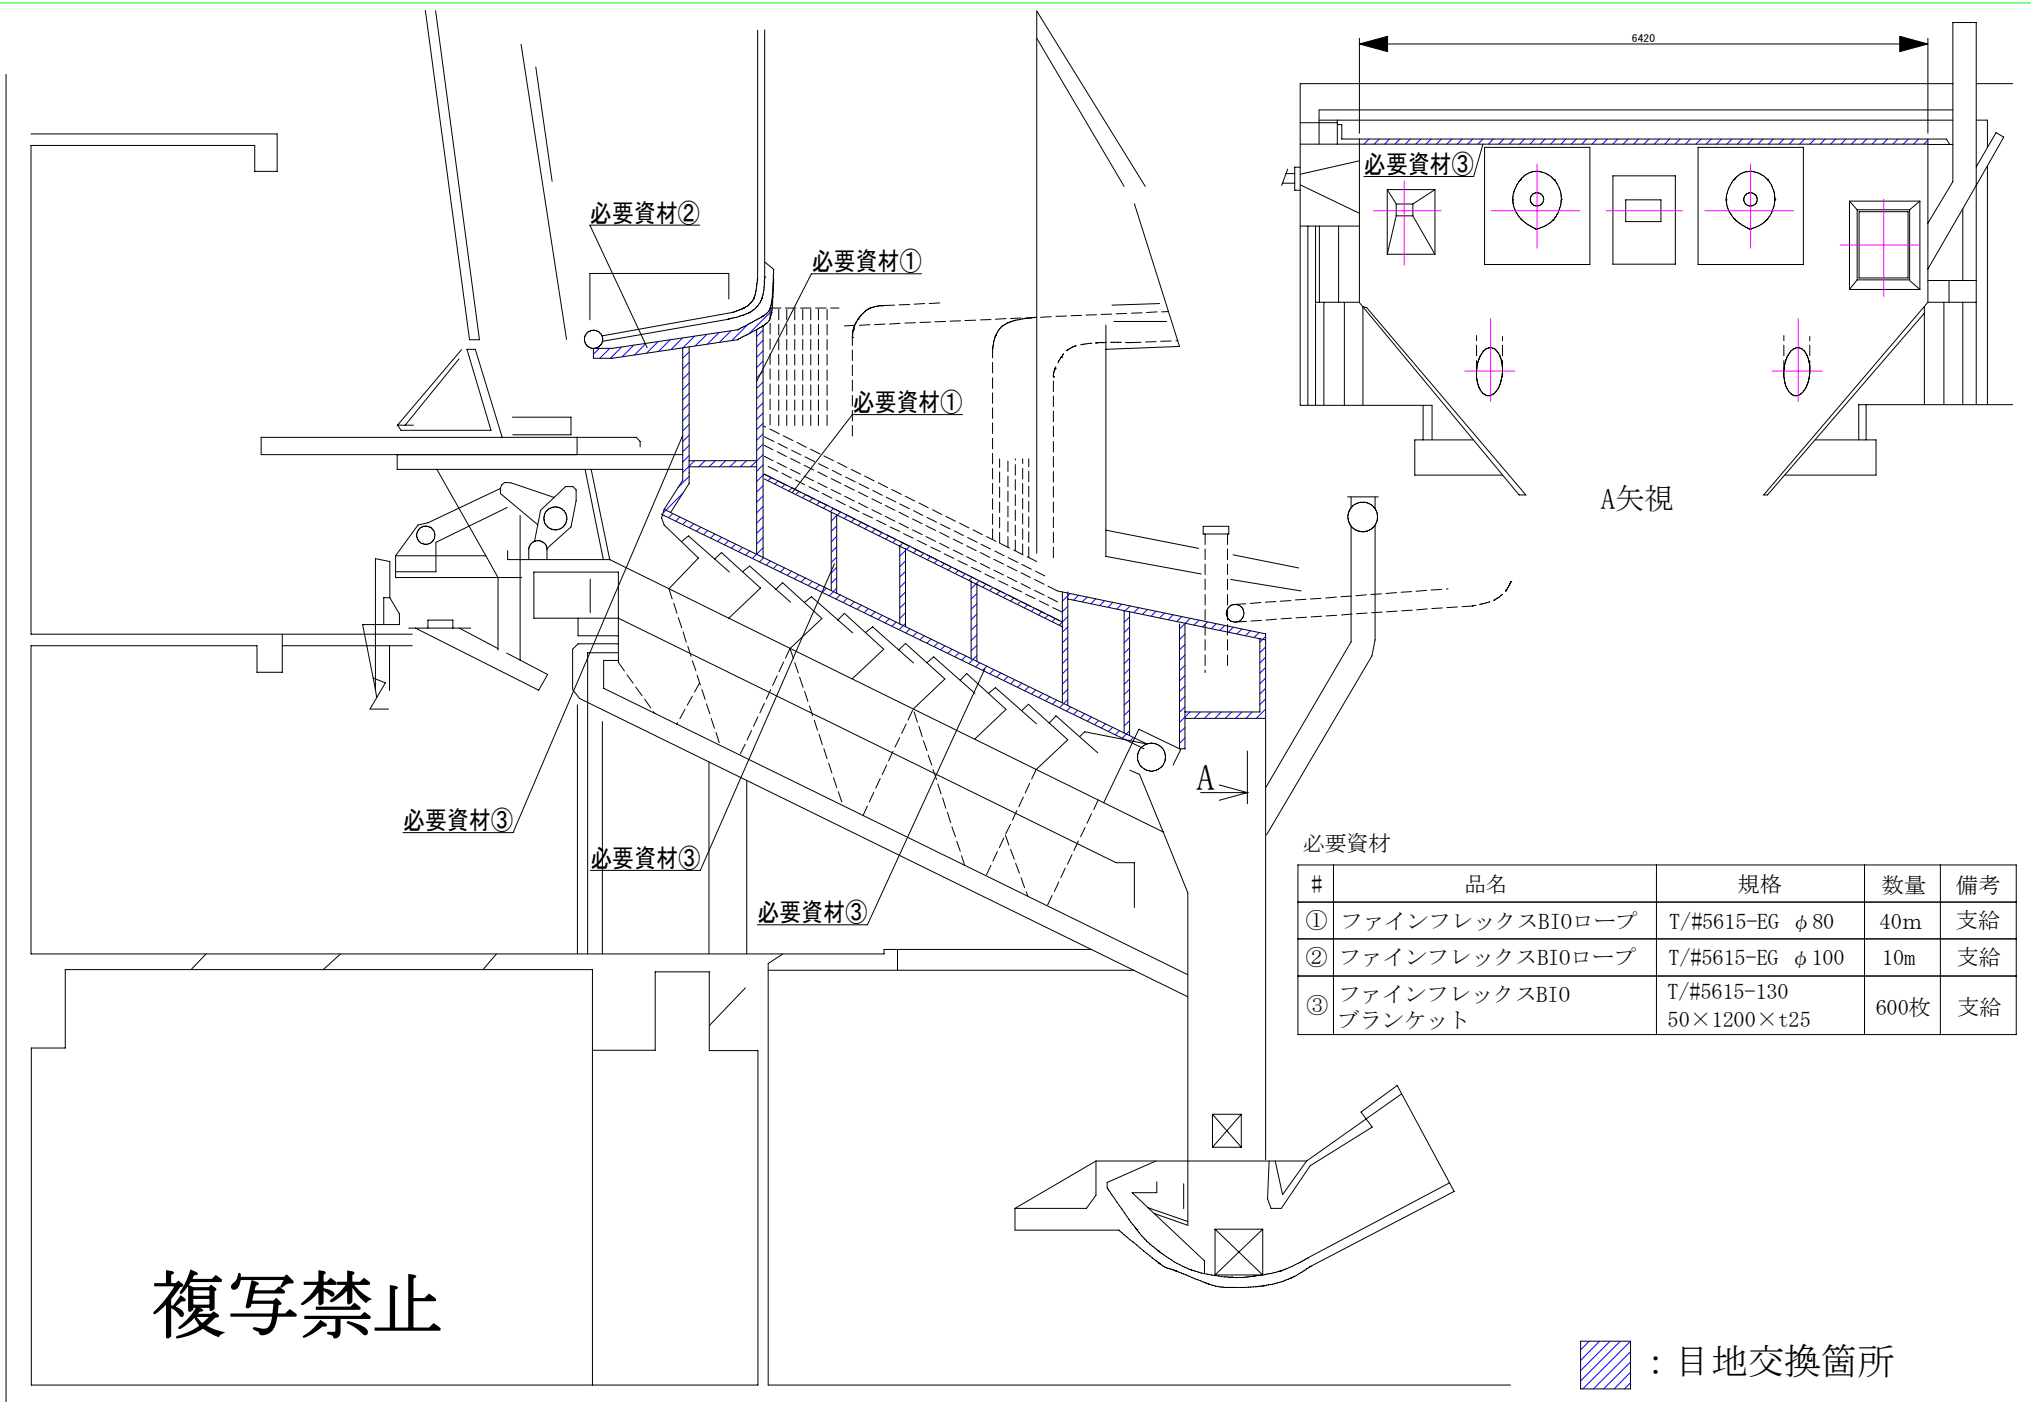 6420
必要資材③
必要資材②
必要資材①
必要資材①
A矢視
A
必要資材③
必要資材③
必要資材③
必要資材
# 品名 規格 数量 備考
① ファインフレックスBIOロープ T/#5615-EG φ80 40m 支給
② ファインフレックスBIOロープ T/#5615-EG φ100 10m 支給
③ ファインフレックスBIO T/#5615-130 600枚 支給
ブランケット 50×1200×t25
複写禁止
：目地交換箇所